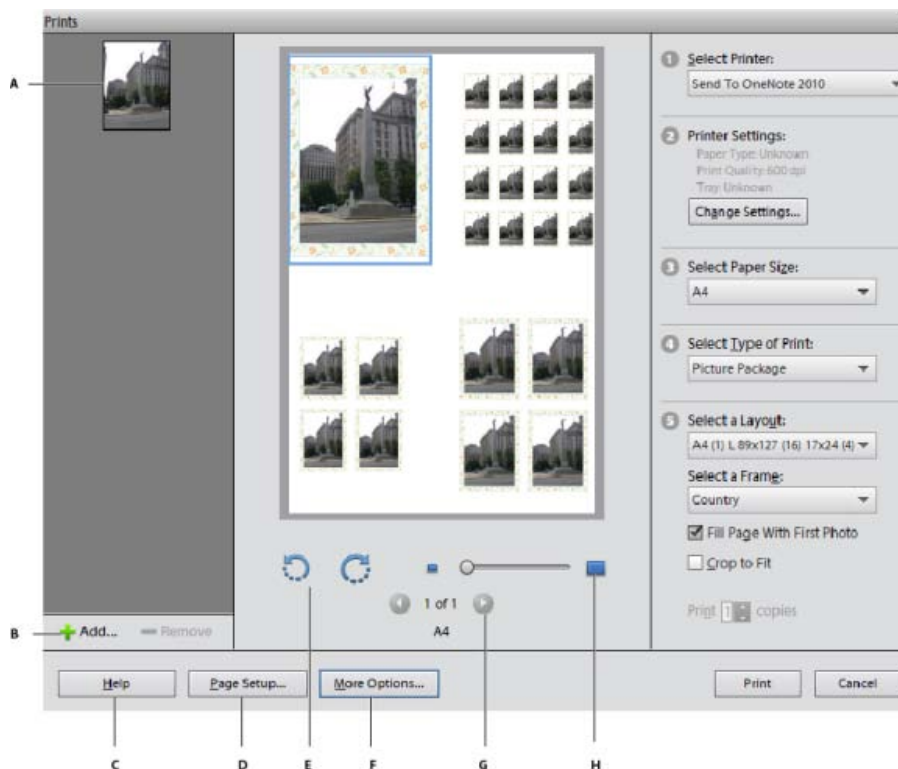 Prints
A
B
Add...
Remove
1 of 1
A4
1 Select Printer:
Send To OneNote 2010
2 Printer Settings:
Paper Type: Unknown
Print Quality: 600 dpi
Tray: Unknown
Change Settings...
3 Select Paper Size:
A4
4 Select Type of Print:
Picture Package
5 Select a Layout:
A4 (1) L 89x127 (16) 17x24 (4)
Select a Frame:
Country
Fill Page With First Photo
Crop to Fit
Print 1 copies
Help
Page Setup...
More Options...
Print
Cancel
C
D
E
F
G
H